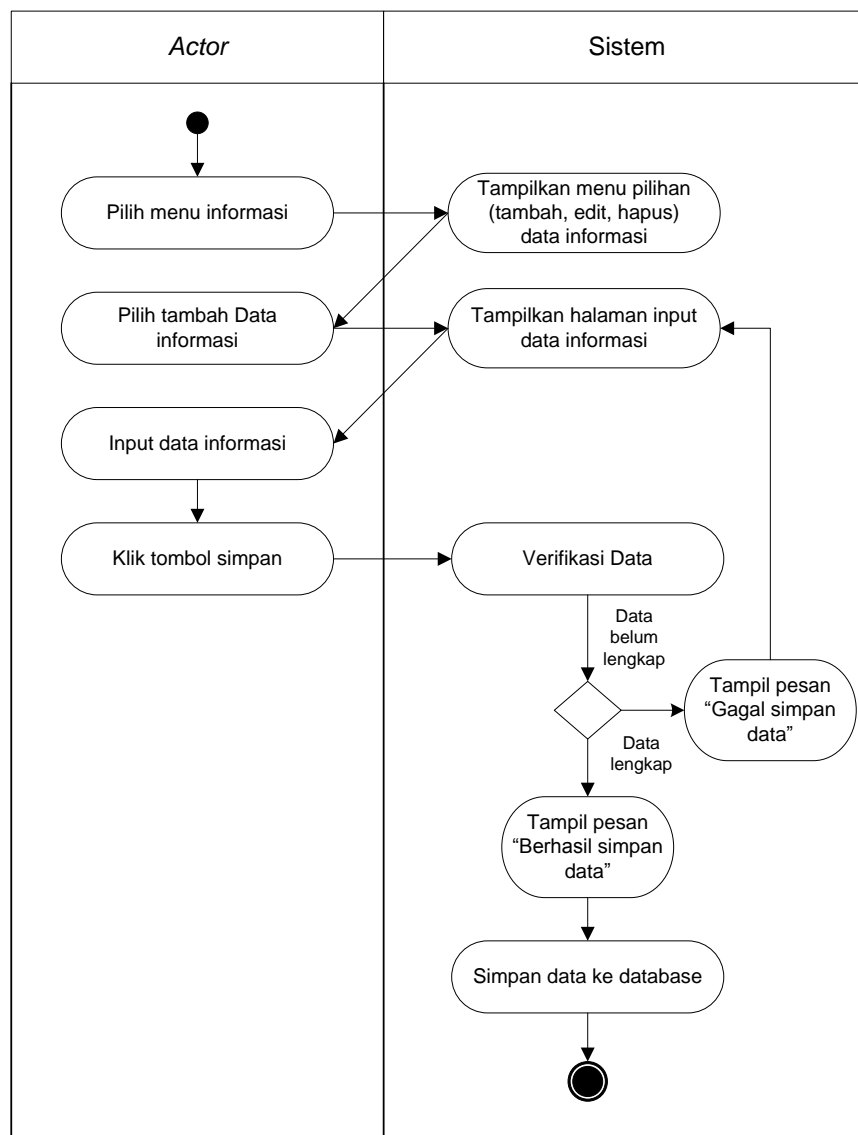 Actor
Sistem
Pilih menu informasi
Tampilkan menu pilihan
(tambah, edit, hapus)
data informasi
Pilih tambah Data
informasi
Tampilkan halaman input
data informasi
Input data informasi
Klik tombol simpan
Verifikasi Data
Data
belum
lengkap
Tampil pesan
“Gagal simpan
data”
Data
lengkap
Tampil pesan
“Berhasil simpan
data”
Simpan data ke database